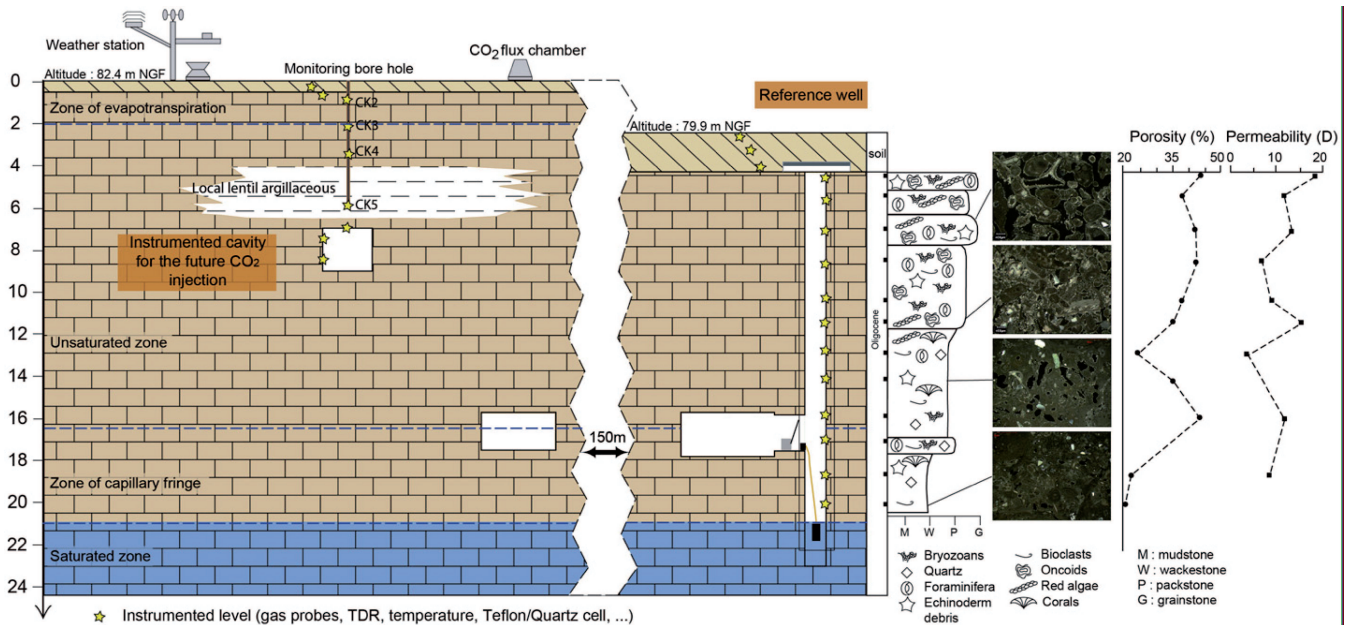 Weather station
Altitude : 82.4 m NGF
Monitoring bore hole
CO2 flux chamber
Reference well
Altitude : 79.9 m NGF
0
2
4
6
8
10
12
14
16
18
20
22
24
Zone of evapotranspiration
CK2
CK3
CK4
Local lentil argillaceous
CK5
Instrumented cavity
for the future CO2
injection
Unsaturated zone
150m
Zone of capillary fringe
Saturated zone
soil
Oligocene
Porosity (%)
20 35 50
Permeability (D)
0 10 20
M W P G
Bryozoans
Quartz
Foraminifera
Echinoderm
debris
Bioclasts
Oncoids
Red algae
Corals
M : mudstone
W : wackestone
P : packstone
G : grainstone
Instrumented level (gas probes, TDR, temperature, Teflon/Quartz cell, ...)